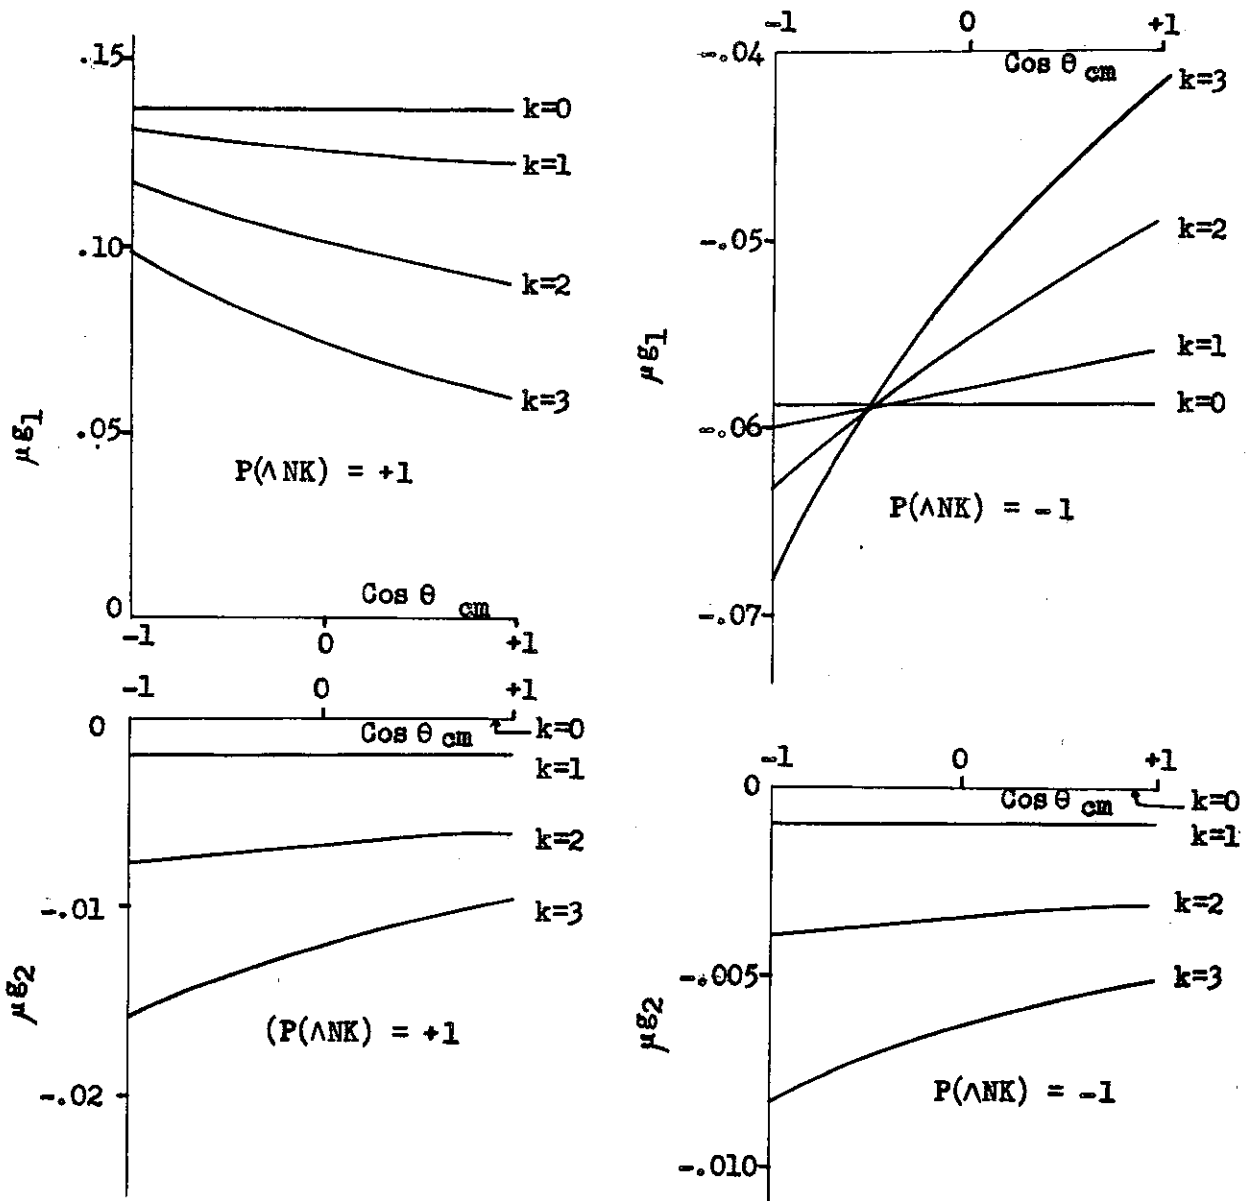 .15
k=0
k=1
.10
k=2
k=3
.05
μg1
P(ΛNK) = +1
Cos θ cm
0
-1
0
+1
-1
0
+1
-.04
Cos θ cm
k=3
-.05
k=2
μg1
k=1
k=0
-.06
P(ΛNK) = -1
-.07
-1
0
+1
0
Cos θ cm
k=0
k=1
k=2
-.01
k=3
μg2
(P(ΛNK) = +1
-.02
-1
0
+1
0
Cos θ cm
k=0
k=1
k=2
-.005
k=3
μg2
P(ΛNK) = -1
-.010